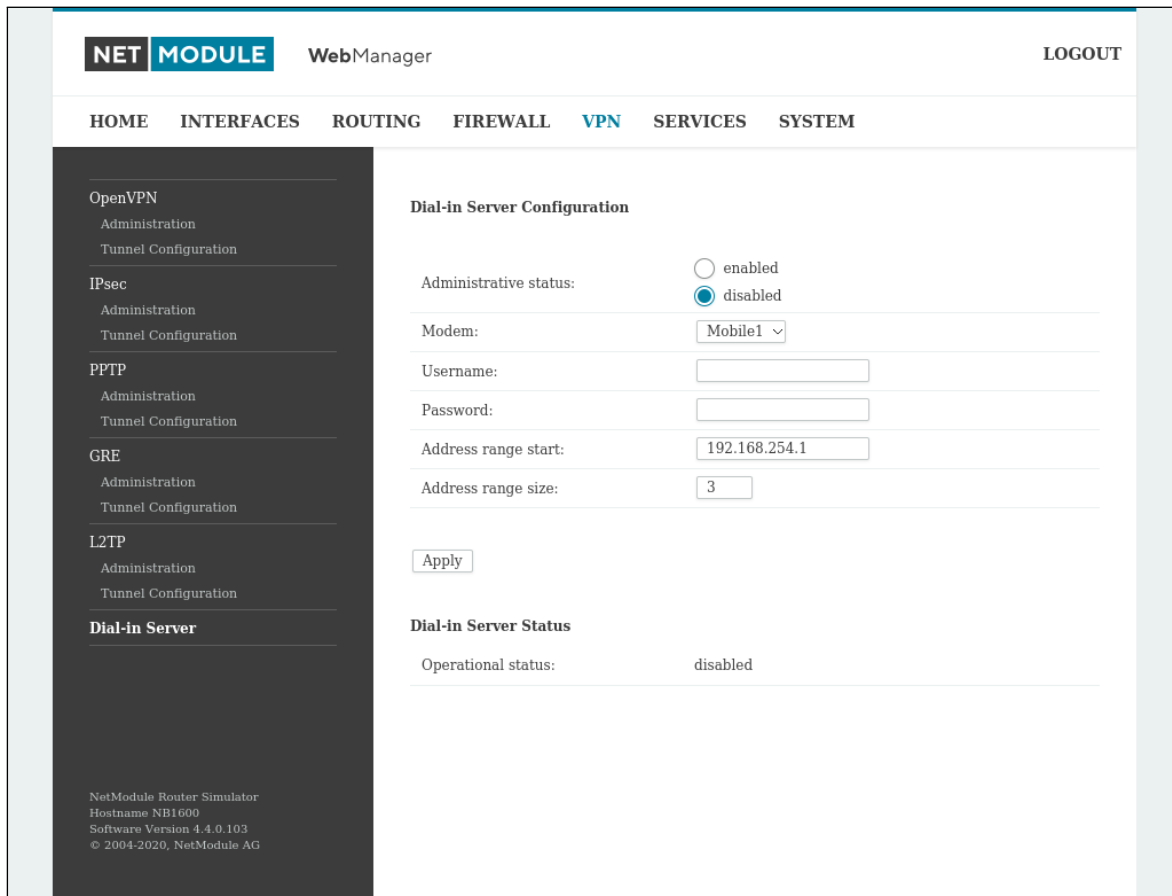 NET MODULE WebManager LOGOUT
HOME INTERFACES ROUTING FIREWALL VPN SERVICES SYSTEM
OpenVPN
Administration
Tunnel Configuration
IPsec
Administration
Tunnel Configuration
PPTP
Administration
Tunnel Configuration
GRE
Administration
Tunnel Configuration
L2TP
Administration
Tunnel Configuration
Dial-in Server
NetModule Router Simulator
Hostname NB1600
Software Version 4.4.0.103
© 2004-2020, NetModule AG
Dial-in Server Configuration
Administrative status: enabled
disabled
Modem: Mobile1
Username:
Password:
Address range start: 192.168.254.1
Address range size: 3
Apply
Dial-in Server Status
Operational status: disabled